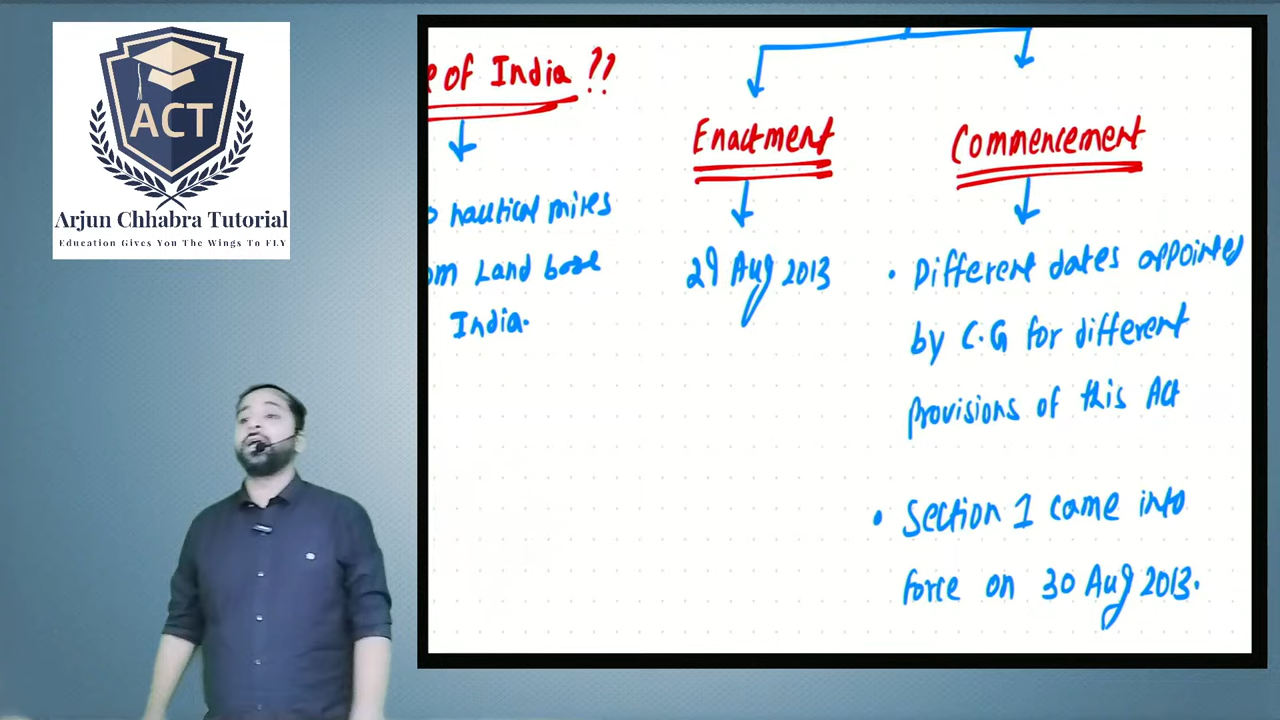 ACT
Arjun Chhabra Tutorial
Education Gives You The Wings To FLY
e of India ??
nautical miles
om Land base
India.
Enactment
29 Aug 2013
Commencement
• Different dates appointed
by C.G for different
provisions of this Act
• Section 1 came into
force on 30 Aug 2013.